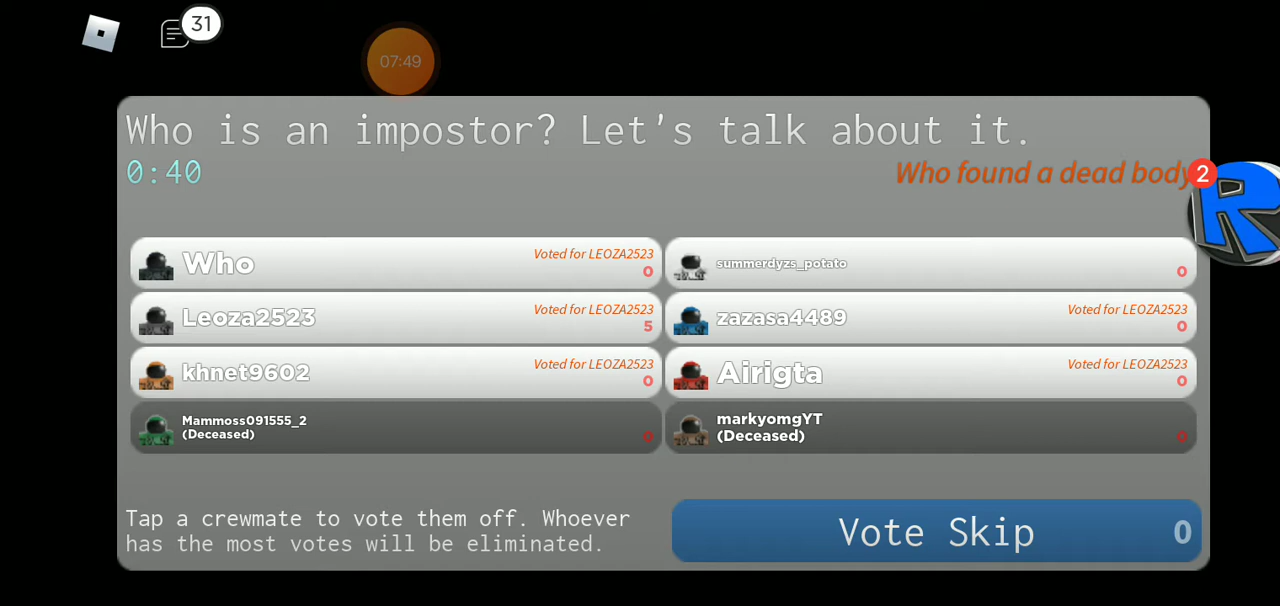 31
07:49
Who is an impostor? Let's talk about it.
0:40
Who found a dead body
2
Who
Voted for LEOZA2523
0
summerdyzs_potato
0
Leoza2523
Voted for LEOZA2523
5
zazasa4489
Voted for LEOZA2523
0
khnet9602
Voted for LEOZA2523
0
Airigta
Voted for LEOZA2523
0
Mammoss091555_2
(Deceased)
0
markyomgYT
(Deceased)
0
Tap a crewmate to vote them off. Whoever
has the most votes will be eliminated.
Vote Skip
0
R